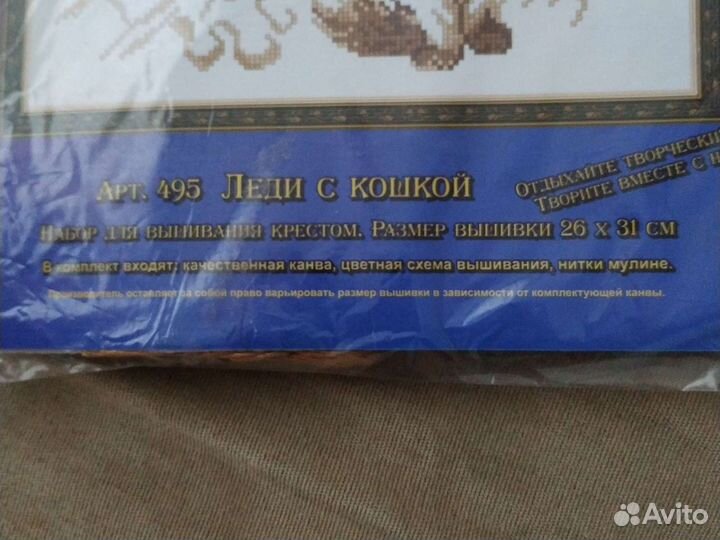 Арт. 495 Леди с кошкой
Отдыхайте творчески
Творите вместе с н
Набор для вышивания крестом. Размер вышивки 26 х 31 см
В комплект входят: качественная канва, цветная схема вышивания, нитки мулине.
Производитель оставляет за собой право варьировать размер вышивки в зависимости от комплектующей канвы.
Avito